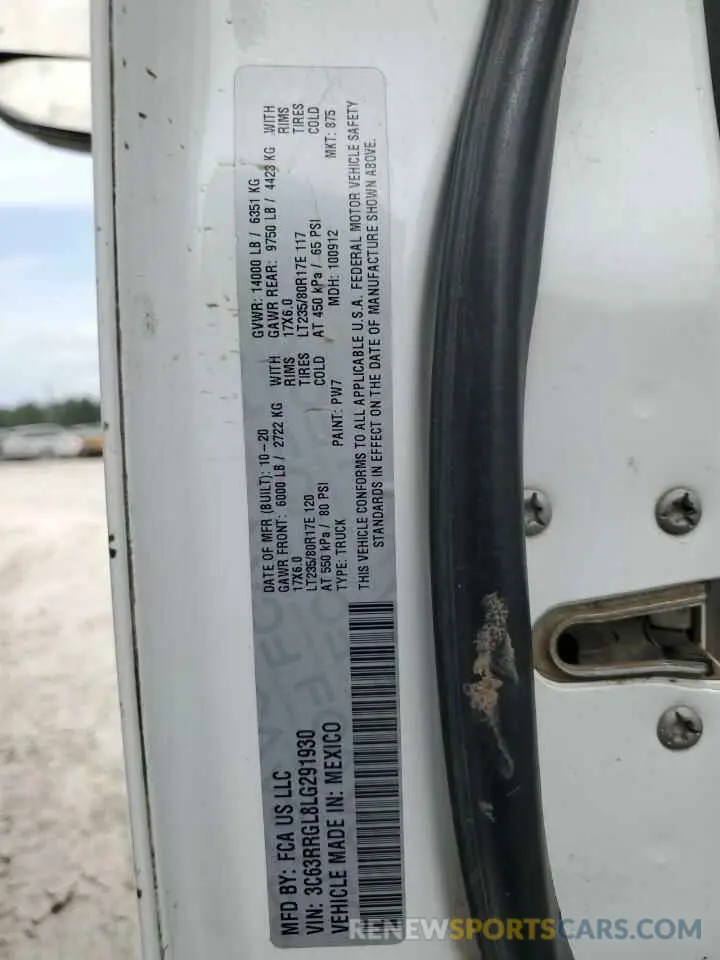 MFD BY: FCA US LLC
VIN: 3C63RRGL8LG291930
VEHICLE MADE IN: MEXICO
DATE OF MFR (BUILT): 10-20
GAWR FRONT: 6000 LB / 2722 KG WITH
17X6.0 RIMS
LT235/80R17E 120 TIRES
AT 550 kPa / 80 PSI COLD
TYPE: TRUCK PAINT: PW7
GVWR: 14000 LB / 6351 KG
GAWR REAR: 9750 LB / 4423 KG WITH
17X6.0 RIMS
LT235/80R17E 117 TIRES
AT 450 kPa / 65 PSI COLD
MDH: 100912 MKT: 875
THIS VEHICLE CONFORMS TO ALL APPLICABLE U.S.A. FEDERAL MOTOR VEHICLE SAFETY
STANDARDS IN EFFECT ON THE DATE OF MANUFACTURE SHOWN ABOVE.
RENEWSPORTSCARS.COM